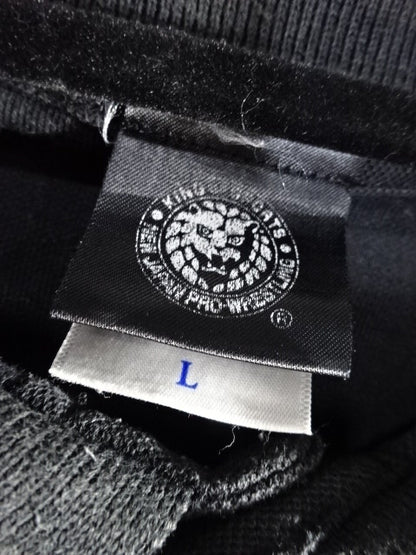 KING OF SPORTS
NEW JAPAN PRO-WRESTLING
®
L